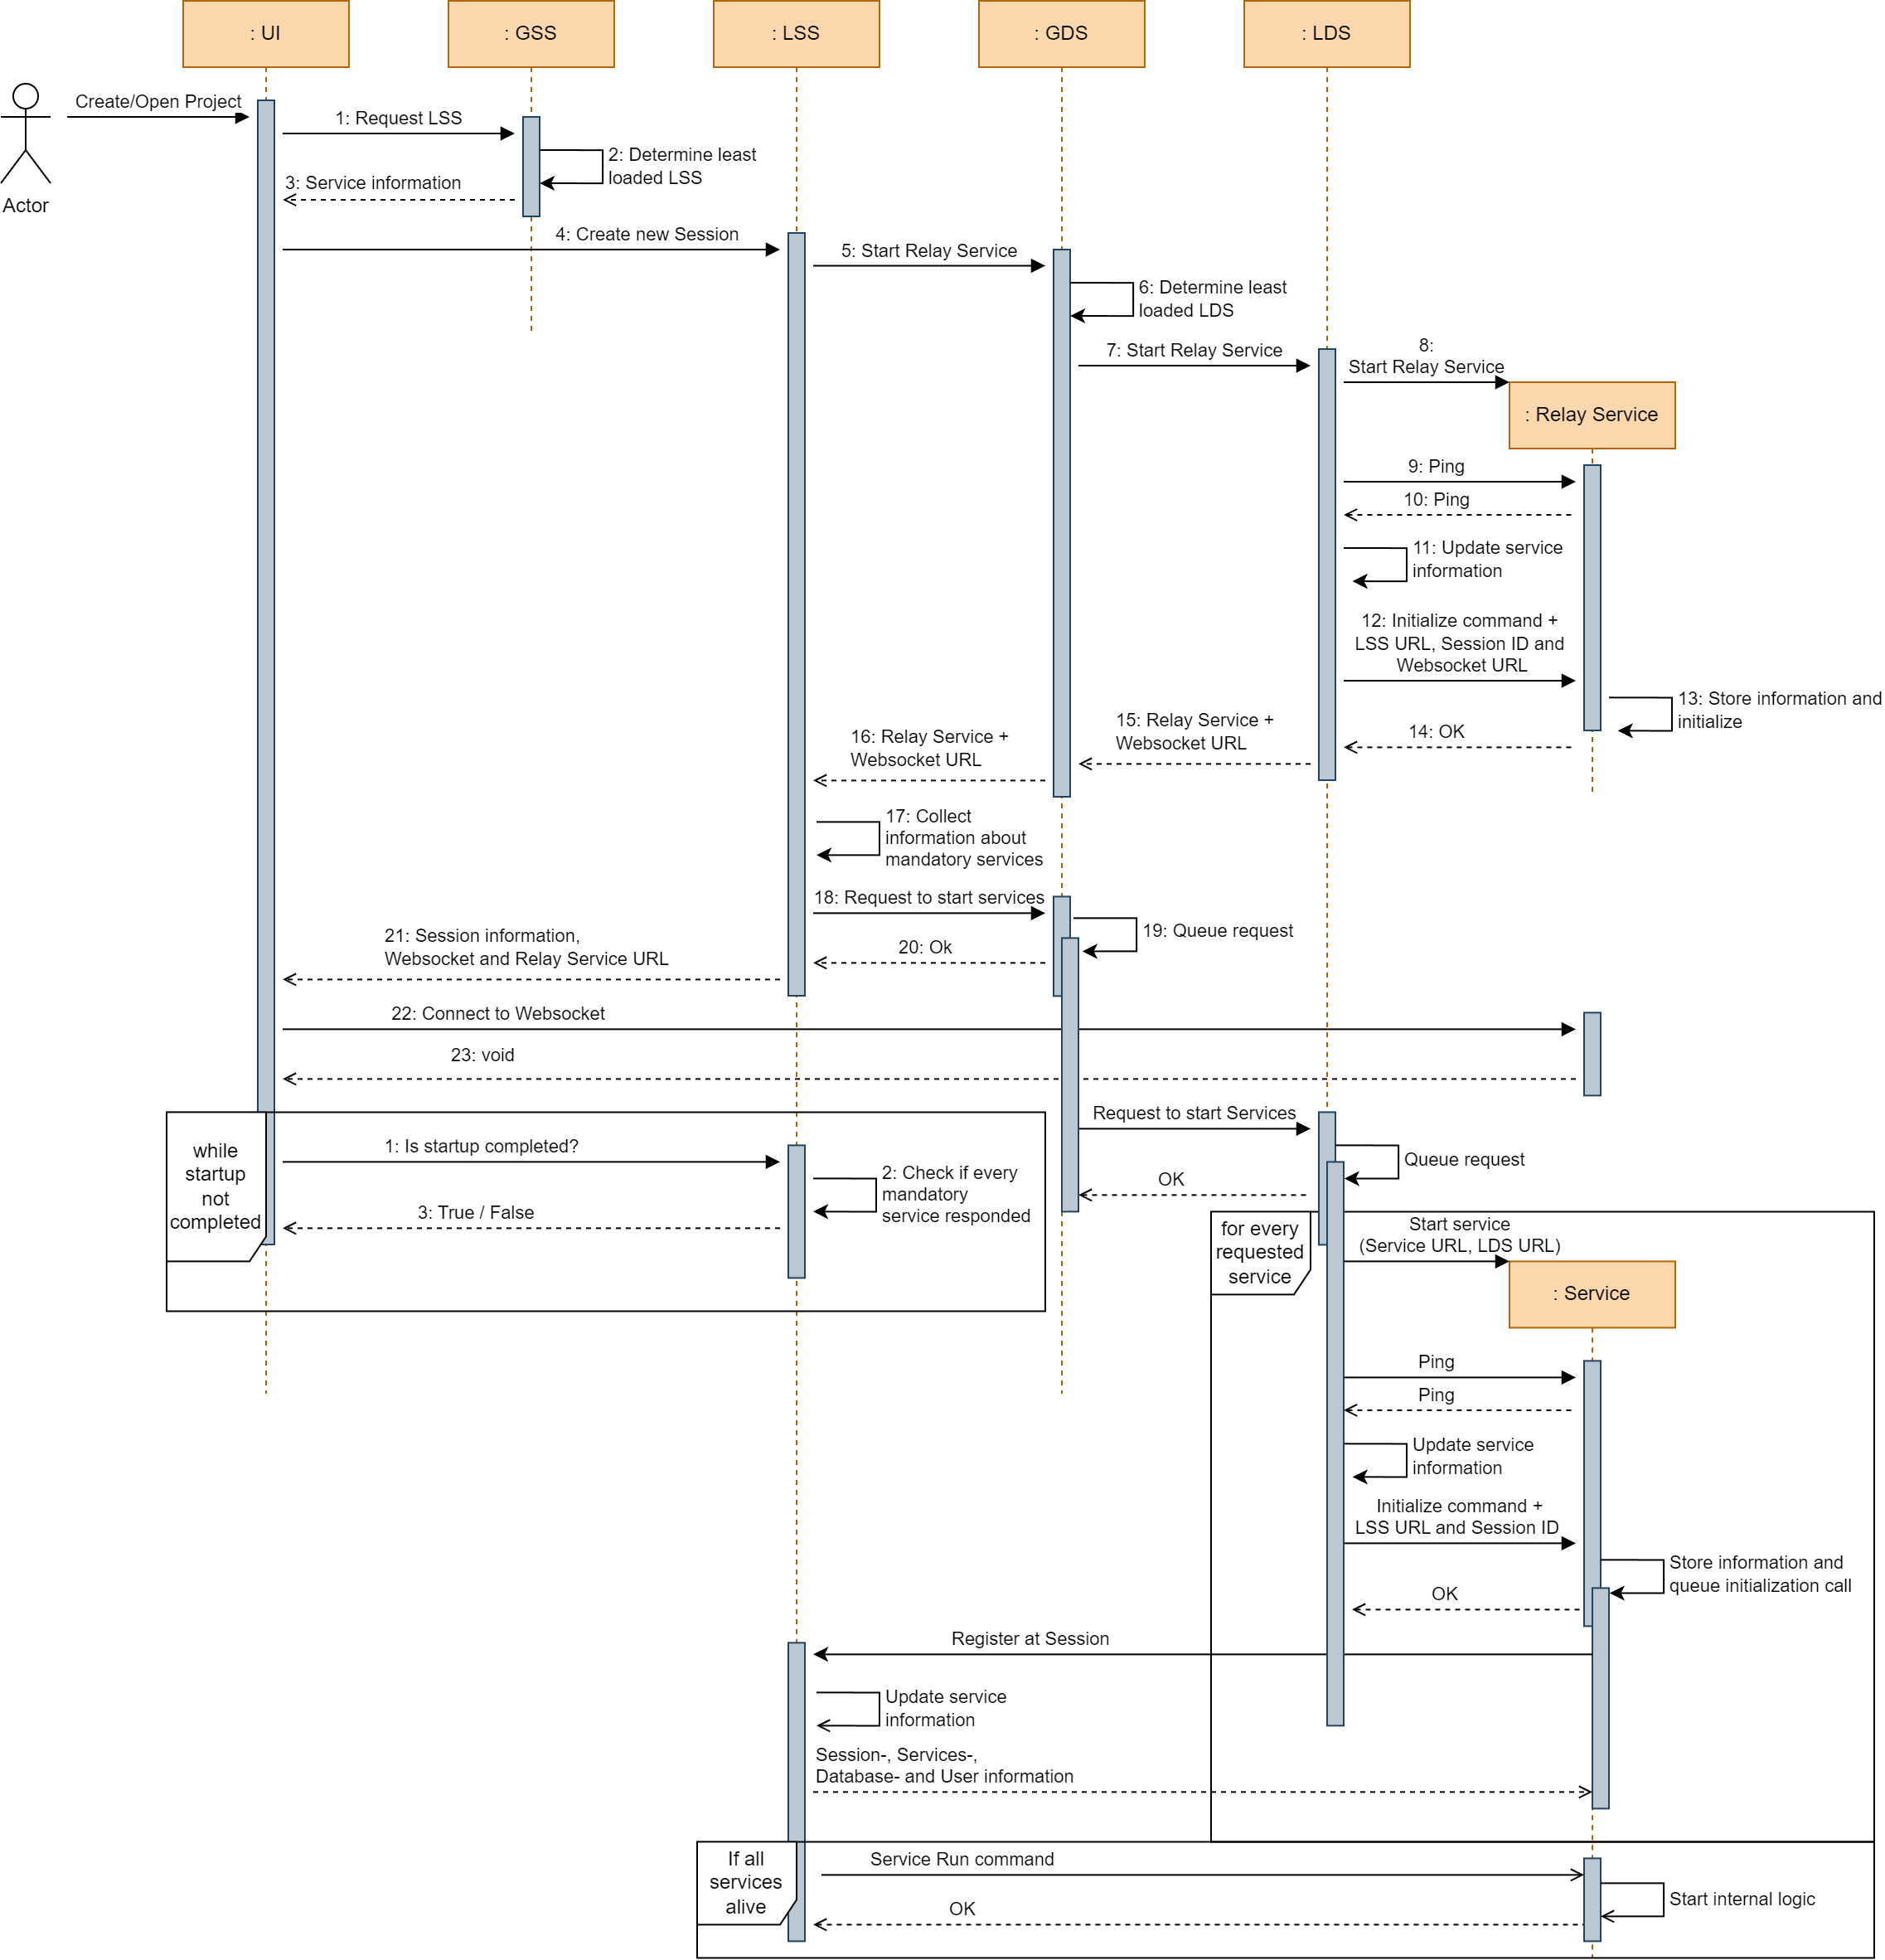 : UI
: GSS
: LSS
: GDS
: LDS
Create/Open Project
Actor
1: Request LSS
2: Determine least
loaded LSS
3: Service information
4: Create new Session
5: Start Relay Service
6: Determine least
loaded LDS
7: Start Relay Service
8:
Start Relay Service
: Relay Service
9: Ping
10: Ping
11: Update service
information
12: Initialize command +
LSS URL, Session ID and
Websocket URL
13: Store information and
initialize
14: OK
15: Relay Service +
Websocket URL
16: Relay Service +
Websocket URL
17: Collect
information about
mandatory services
18: Request to start services
19: Queue request
20: Ok
21: Session information,
Websocket and Relay Service URL
22: Connect to Websocket
23: void
while
startup
not
completed
1: Is startup completed?
2: Check if every
mandatory
service responded
3: True / False
Request to start Services
Queue request
OK
for every
requested
service
Start service
(Service URL, LDS URL)
: Service
Ping
Ping
Update service
information
Initialize command +
LSS URL and Session ID
Store information and
queue initialization call
OK
Register at Session
Update service
information
Session-, Services-,
Database- and User information
If all
services
alive
Service Run command
Start internal logic
OK